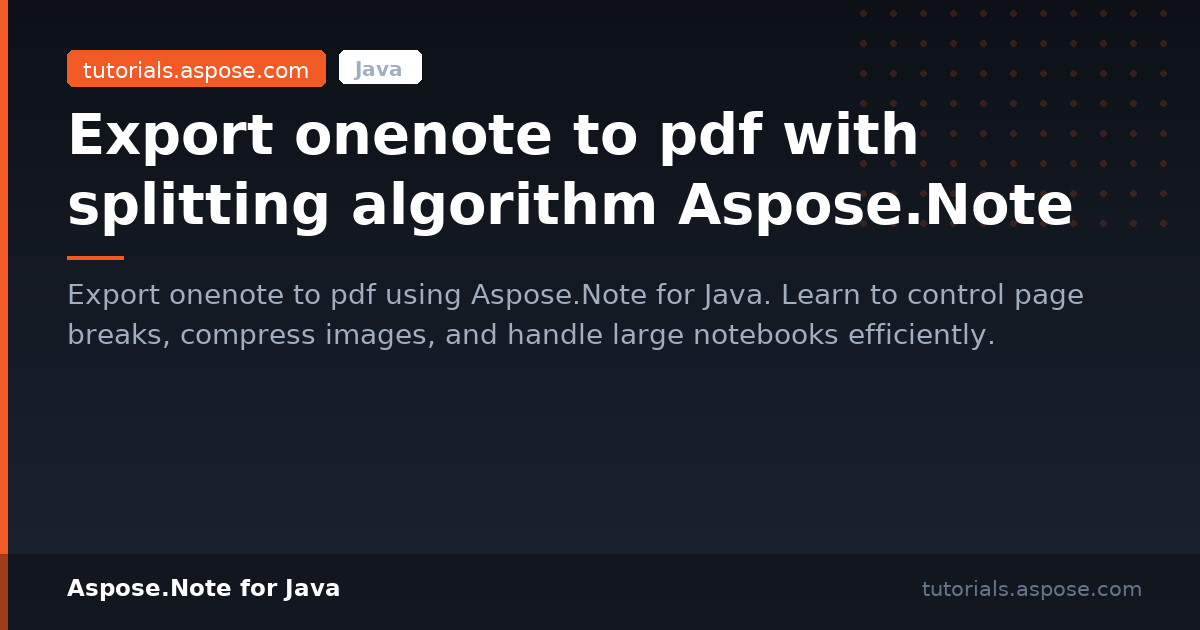 tutorials.aspose.com
Java
Export onenote to pdf with
splitting algorithm Aspose.Note
Export onenote to pdf using Aspose.Note for Java. Learn to control page
breaks, compress images, and handle large notebooks efficiently.
Aspose.Note for Java
tutorials.aspose.com